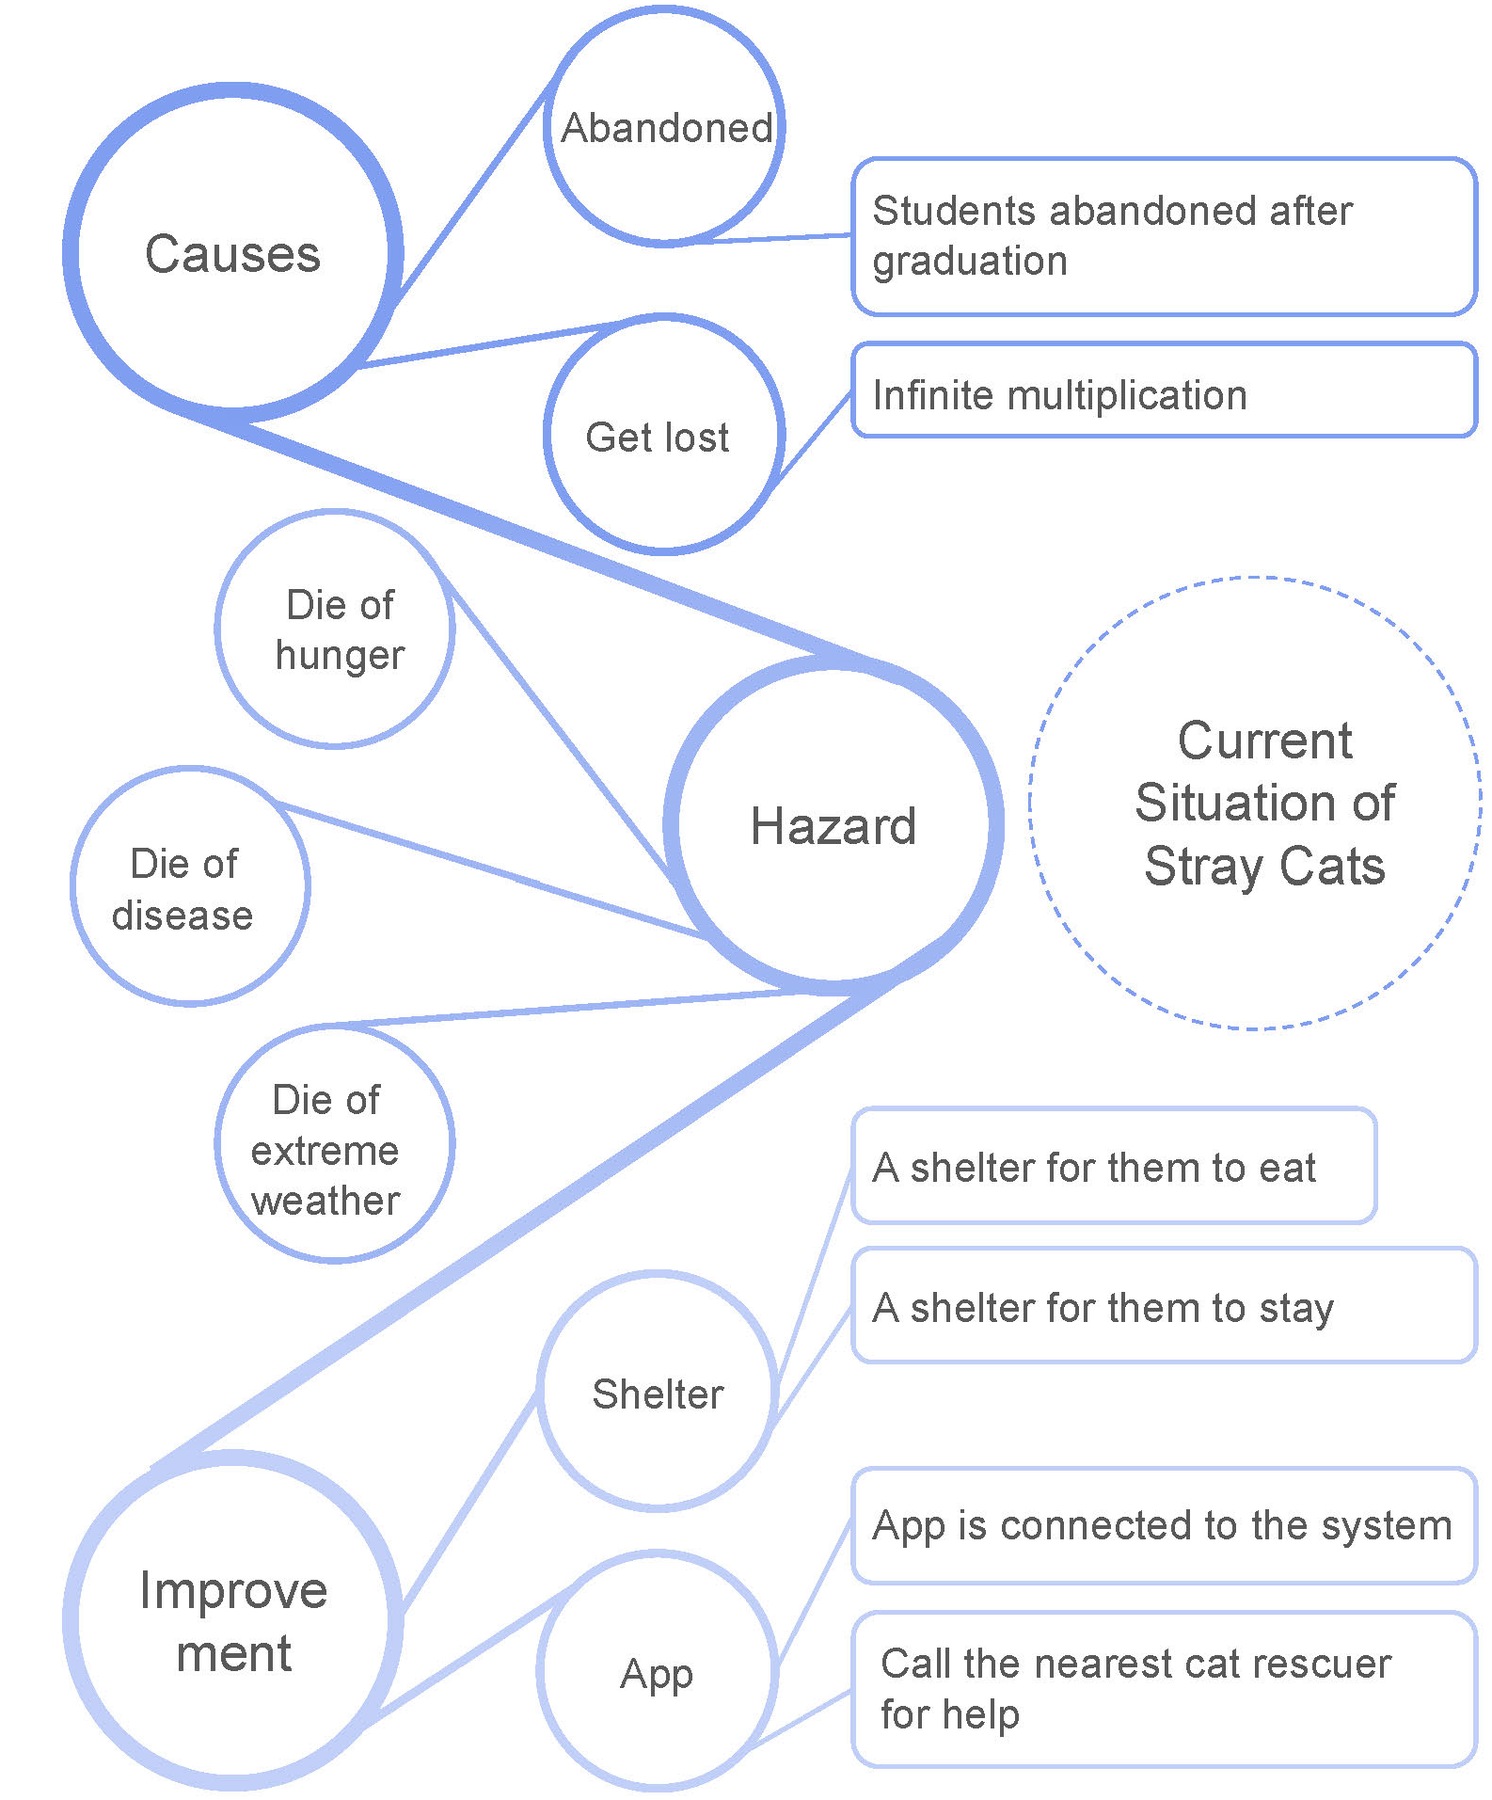 Abandoned
Causes
Students abandoned after
graduation
Get lost
Infinite multiplication
Die of
hunger
Hazard
Current
Situation of
Stray Cats
Die of
disease
Die of
extreme
weather
A shelter for them to eat
A shelter for them to stay
Shelter
Improve
ment
App
App is connected to the system
Call the nearest cat rescuer
for help